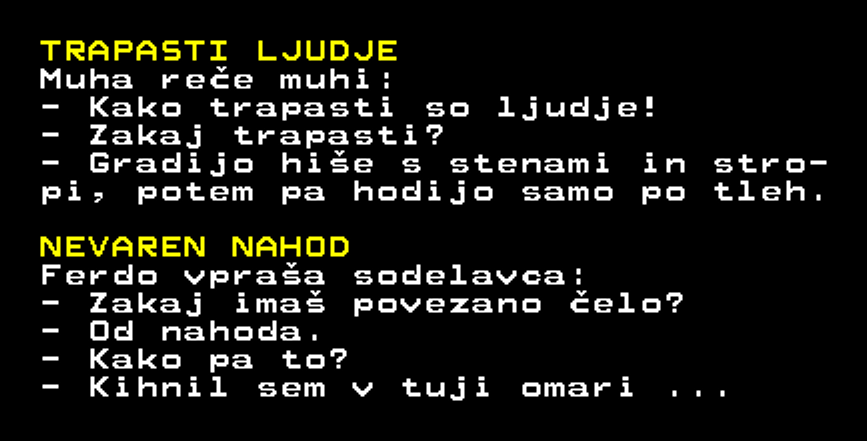 TRAPASTI LJUDJE
Muha reče muhi:
- Kako trapasti so ljudje!
- Zakaj trapasti?
- Gradijo hiše s stenami in stro-
pi, potem pa hodijo samo po tleh.
NEVAREN NAHOD
Ferdo vpraša sodelavca:
- Zakaj imaš povezano čelo?
- Od nahoda.
- Kako pa to?
- Kihnil sem v tuji omari ...